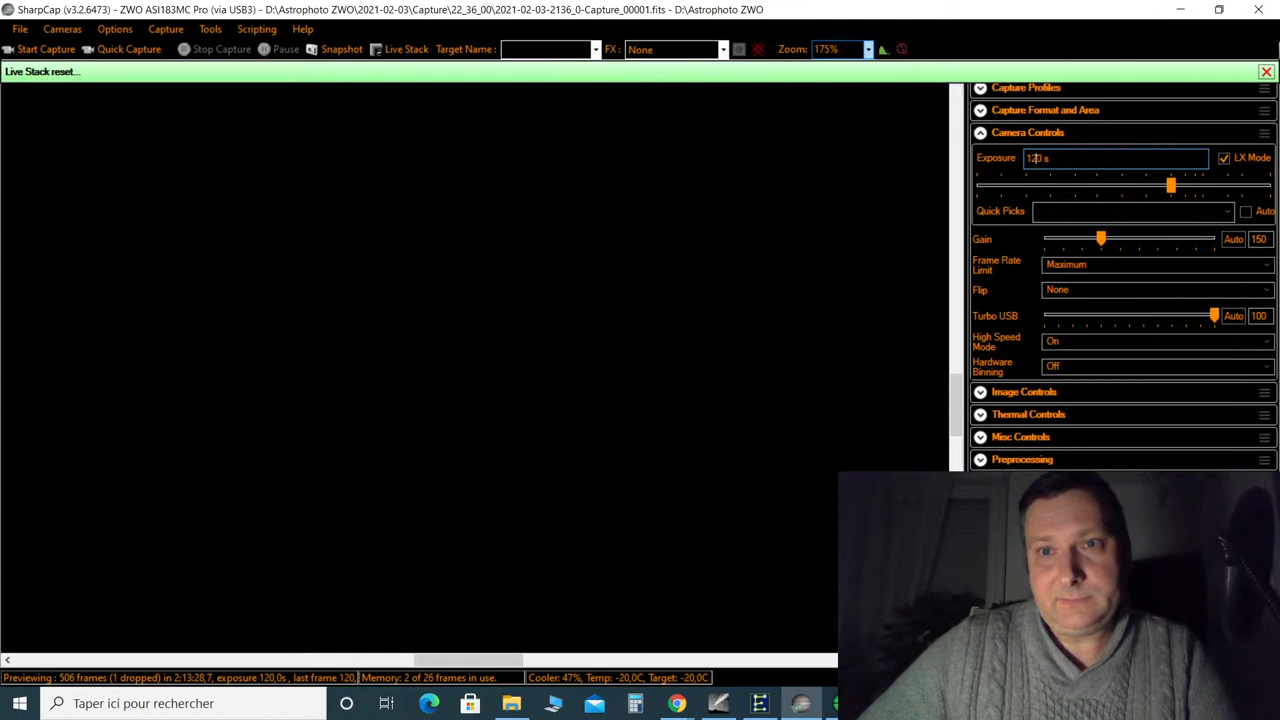 SharpCap (v3.2.6473) - ZWO ASI183MC Pro (via USB3) - D:\Astrophoto ZWO\2021-02-03\Capture\22_36_00\2021-02-03-2136_0-Capture_00001.fits - D:\Astrophoto ZWO
File Cameras Options Capture Tools Scripting Help
Start Capture Quick Capture Stop Capture Pause Snapshot Live Stack Target Name : FX : None Zoom: 175%
Live Stack reset...
Capture Profiles
Capture Format and Area
Camera Controls
Exposure 120 s LX Mode
Quick Picks Auto
Gain Auto 150
Frame Rate Limit Maximum
Flip None
Turbo USB Auto 100
High Speed Mode On
Hardware Binning Off
Image Controls
Thermal Controls
Misc Controls
Preprocessing
Previewing : 506 frames (1 dropped) in 2:13:28,7, exposure 120,0s , last frame 120, Memory: 2 of 26 frames in use. Cooler: 47%, Temp: -20,0C, Target: -20,0C
Taper ici pour rechercher